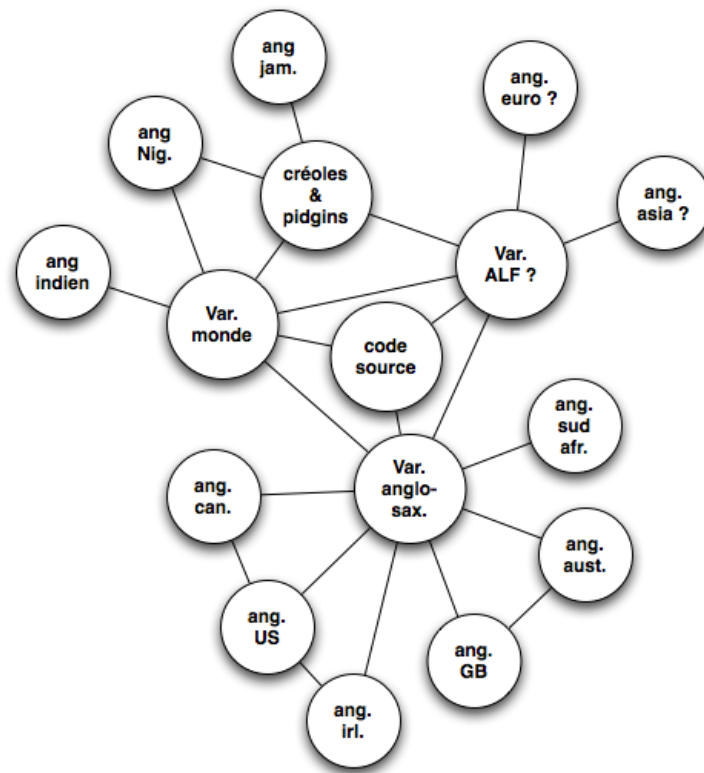 ang
jam.
ang.
euro ?
ang
Nig.
créoles
&
pidgins
ang.
asia ?
ang
indien
Var.
ALF ?
Var.
monde
code
source
ang.
sud
afr.
Var.
anglo-
sax.
ang.
can.
ang.
aust.
ang.
US
ang.
GB
ang.
irl.